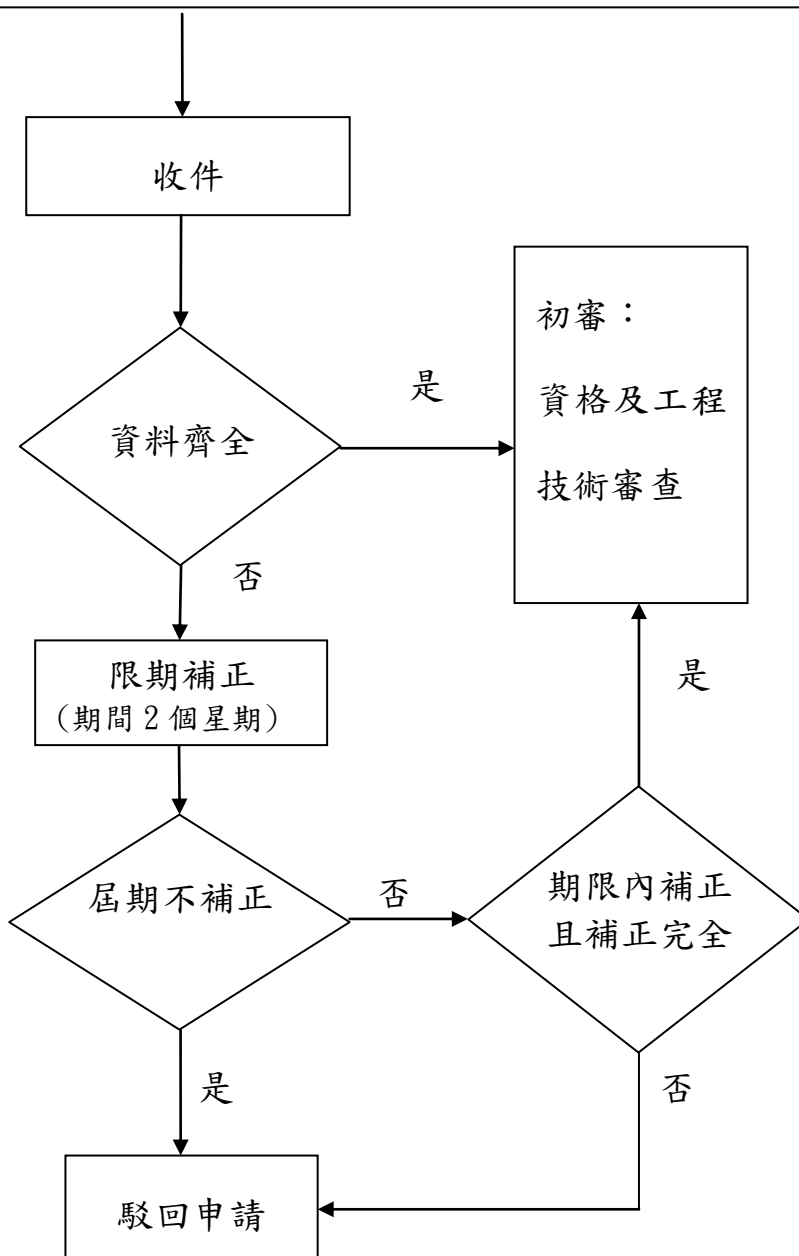 收件
資料齊全
是
初審：
資格及工程
技術審查
否
限期補正
(期間2個星期)
是
屆期不補正
否
期限內補正
且補正完全
是
否
駁回申請